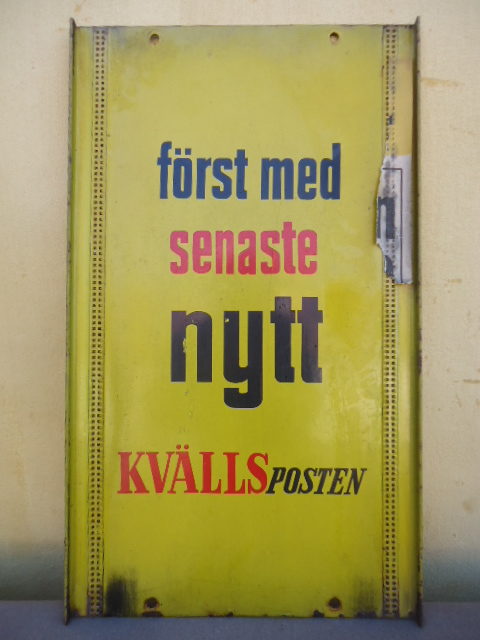 först med
senaste
nytt
KVÄLLSPOSTEN